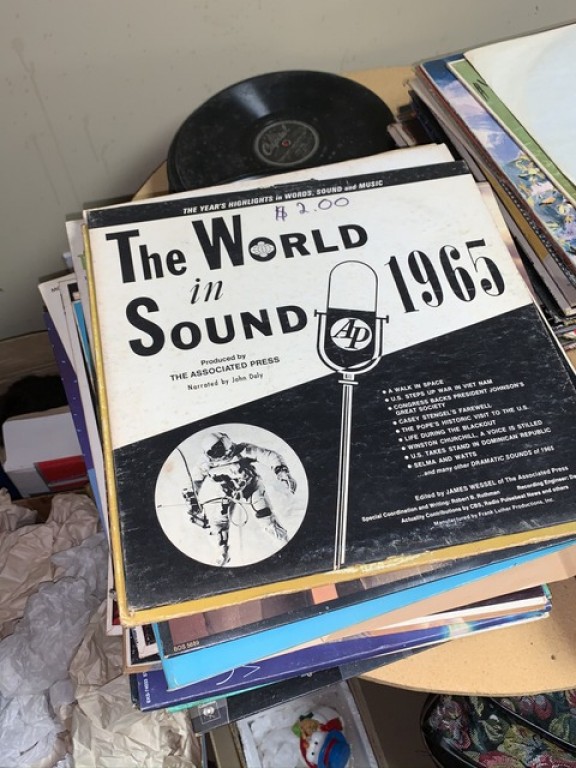 Capitol
THE YEAR'S HIGHLIGHTS in WORDS, SOUND and MUSIC
$2.00
The World
in
Sound
1965
AP
Produced by
THE ASSOCIATED PRESS
Narrated by John Daly
• A WALK IN SPACE
• U.S. STEPS UP WAR IN VIET NAM
• CONGRESS BACKS PRESIDENT JOHNSON'S
GREAT SOCIETY
• CASEY STENGEL'S FAREWELL
• THE POPE'S HISTORIC VISIT TO THE U.S.
• LIFE DURING THE BLACKOUT
• WINSTON CHURCHILL, A VOICE IS STILLED
• U.S. TAKES STAND IN DOMINICAN REPUBLIC
• SELMA AND WATTS
...and many other DRAMATIC SOUNDS of 1965
Edited by JAMES WESSEL of The Associated Press
Special Coordination and Writing: Robert B. Rothman
Recording Engineer:
Actuality Contributions by CBS, Radio Pulsebeat News and others
Manufactured by Frank Luther Productions, Inc.